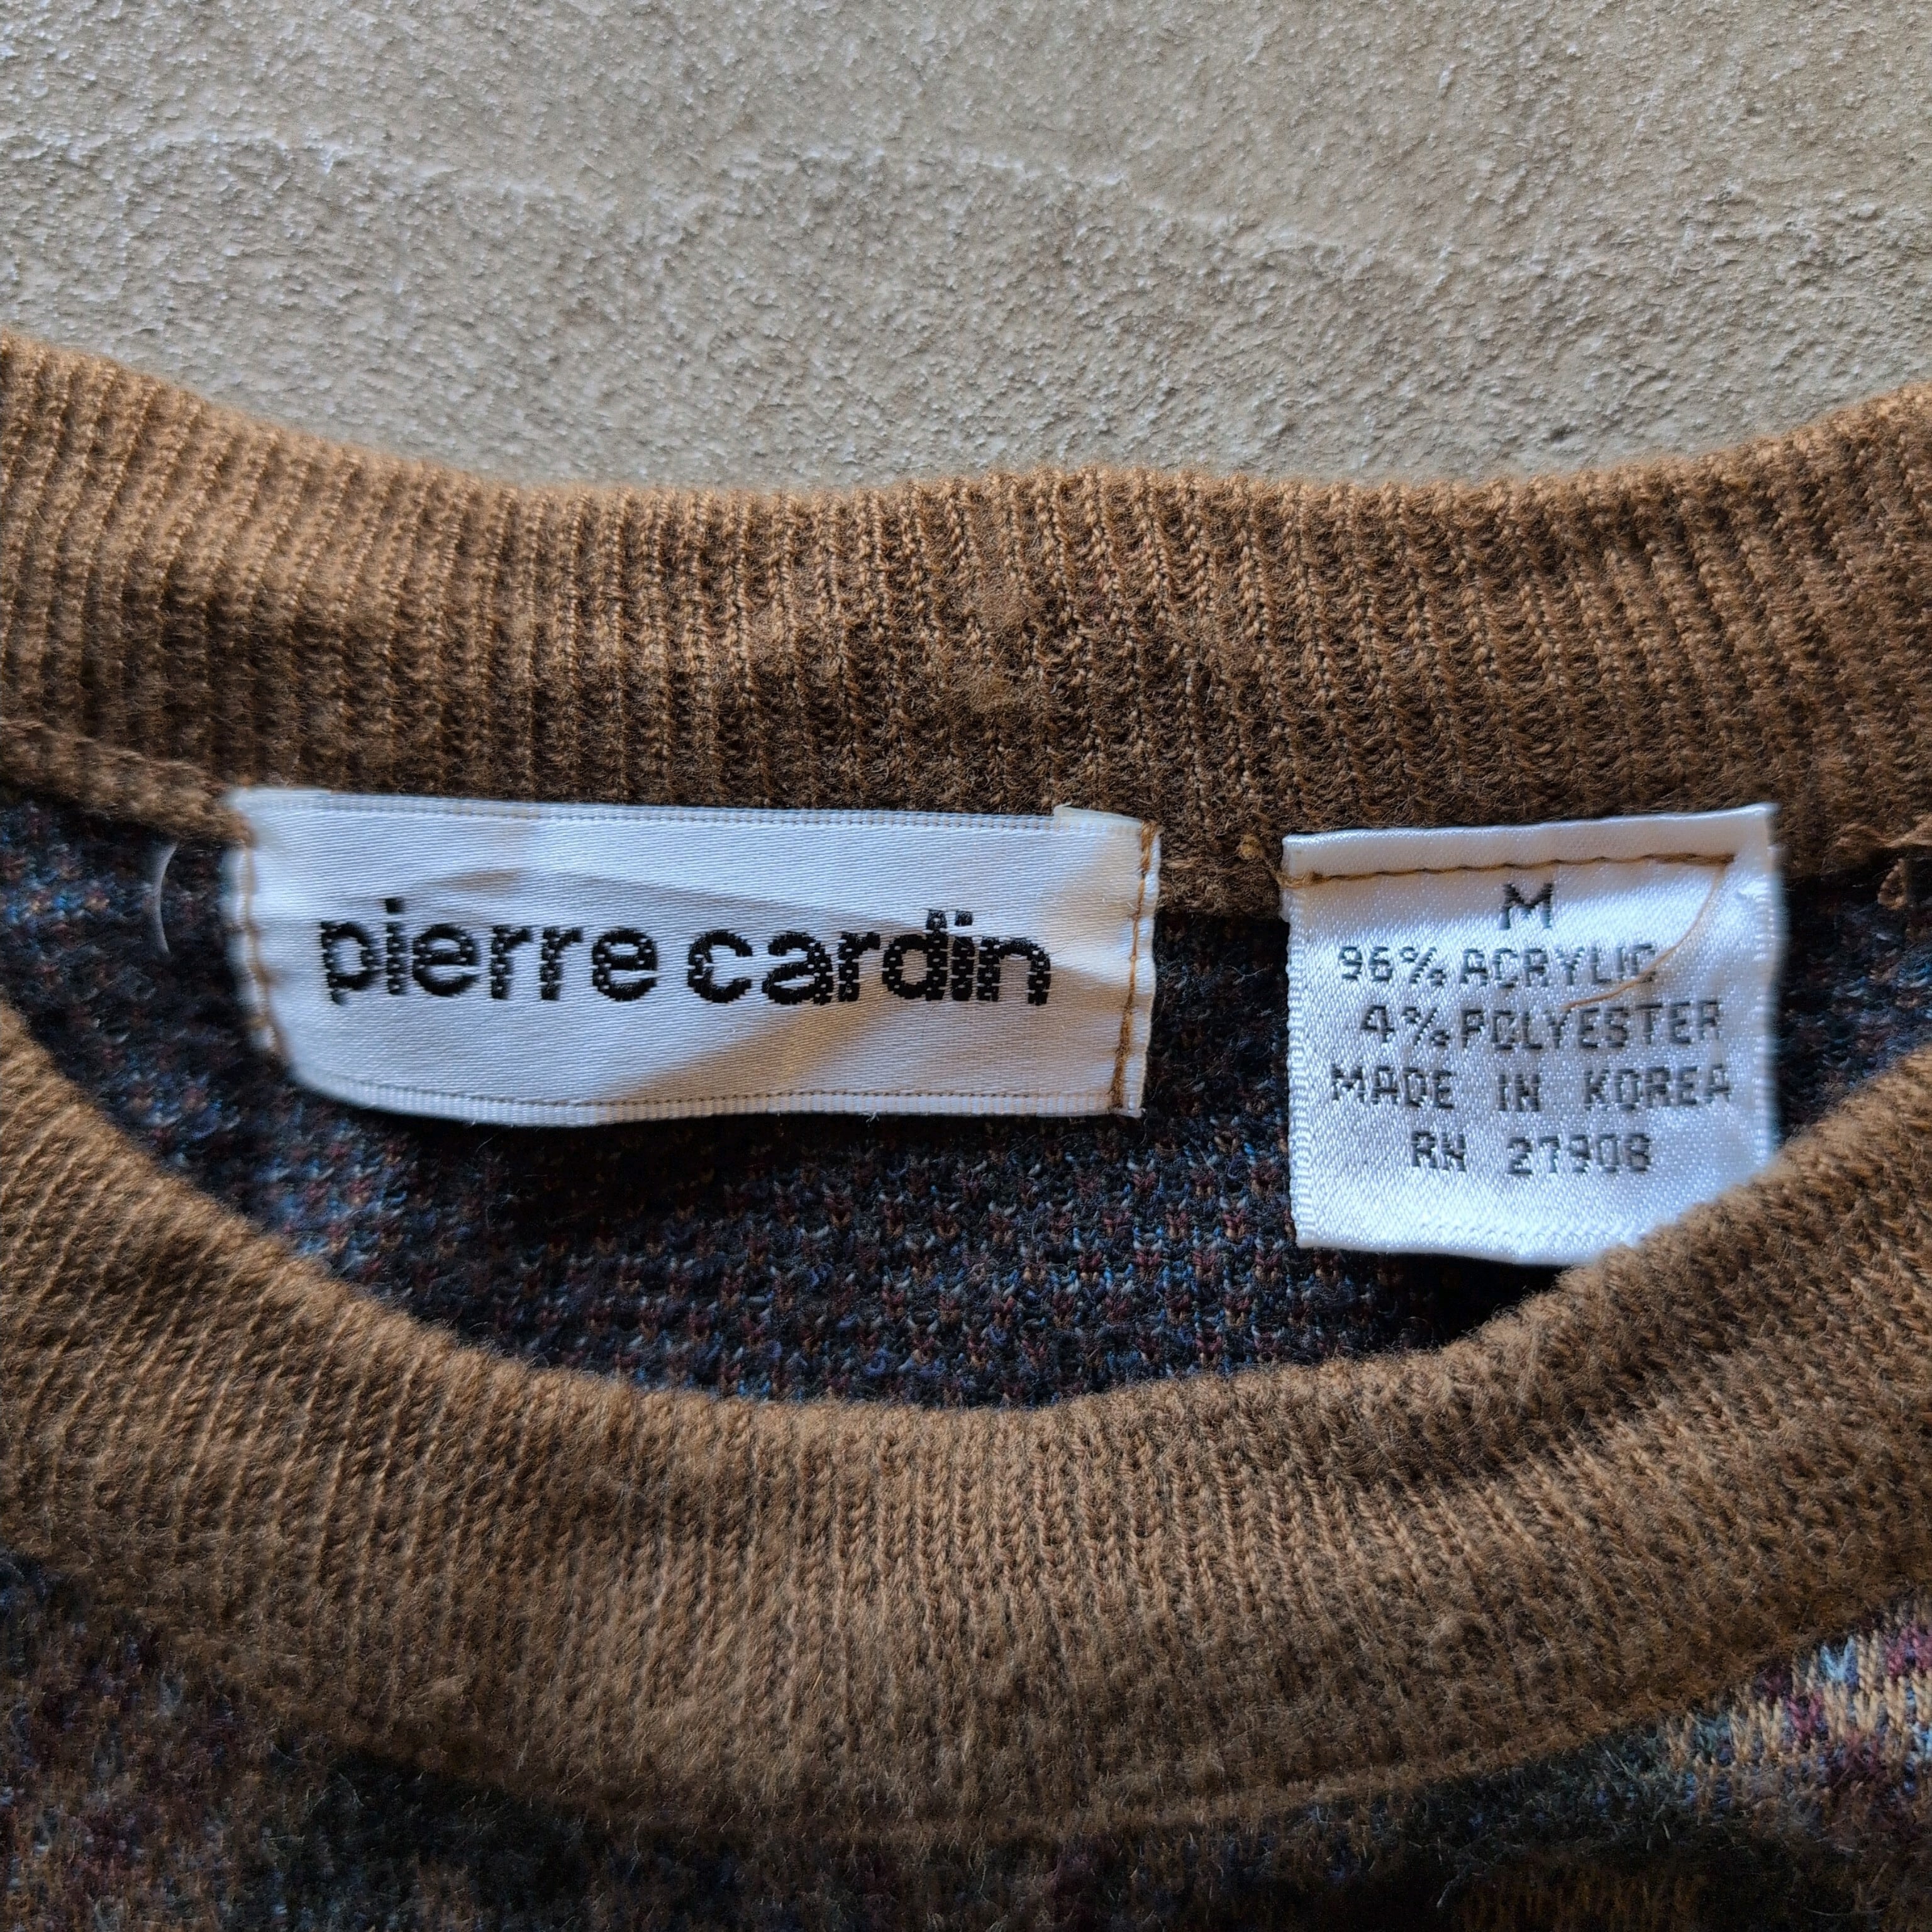 pierre cardin
M
96% ACRYLIC
4% POLYESTER
MADE IN KOREA
RN 27908